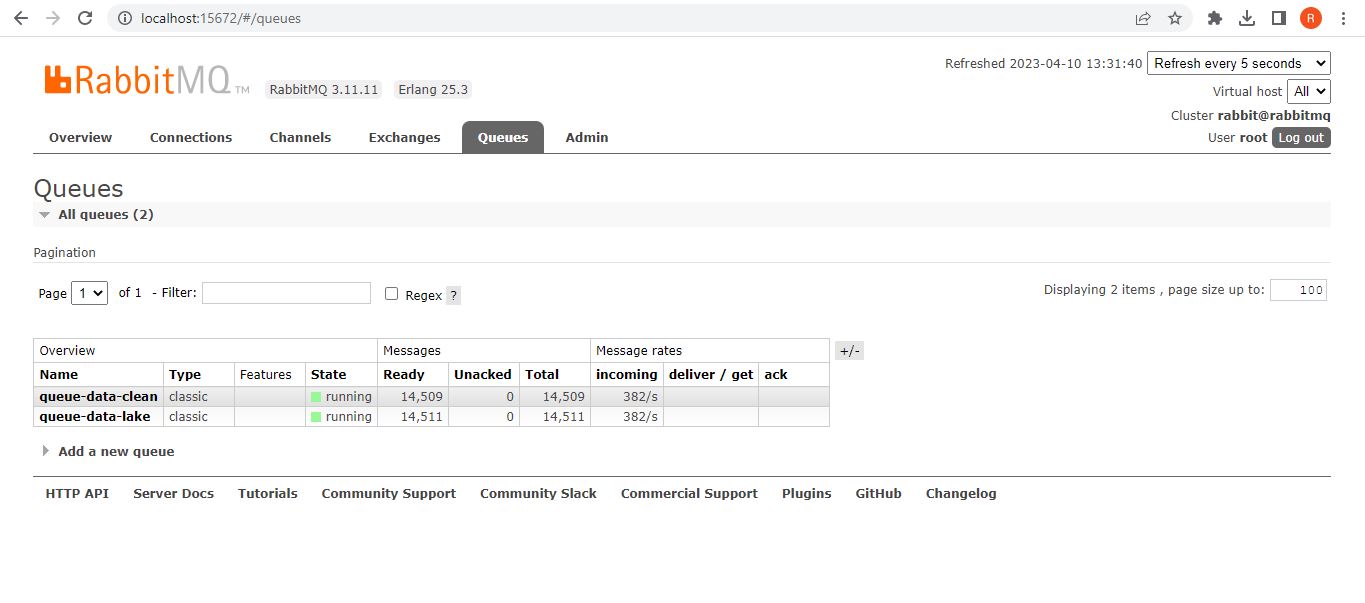 localhost:15672/#/queues
R
RabbitMQ TM RabbitMQ 3.11.11 Erlang 25.3
Refreshed 2023-04-10 13:31:40 Refresh every 5 seconds
Virtual host All
Cluster rabbit@rabbitmq
User root Log out
Overview Connections Channels Exchanges Queues Admin
Queues
All queues (2)
Pagination
Page 1 of 1 - Filter: Regex ? Displaying 2 items , page size up to: 100
Overview Messages Message rates +/-
Name Type Features State Ready Unacked Total incoming deliver / get ack
queue-data-clean classic running 14,509 0 14,509 382/s
queue-data-lake classic running 14,511 0 14,511 382/s
Add a new queue
HTTP API Server Docs Tutorials Community Support Community Slack Commercial Support Plugins GitHub Changelog